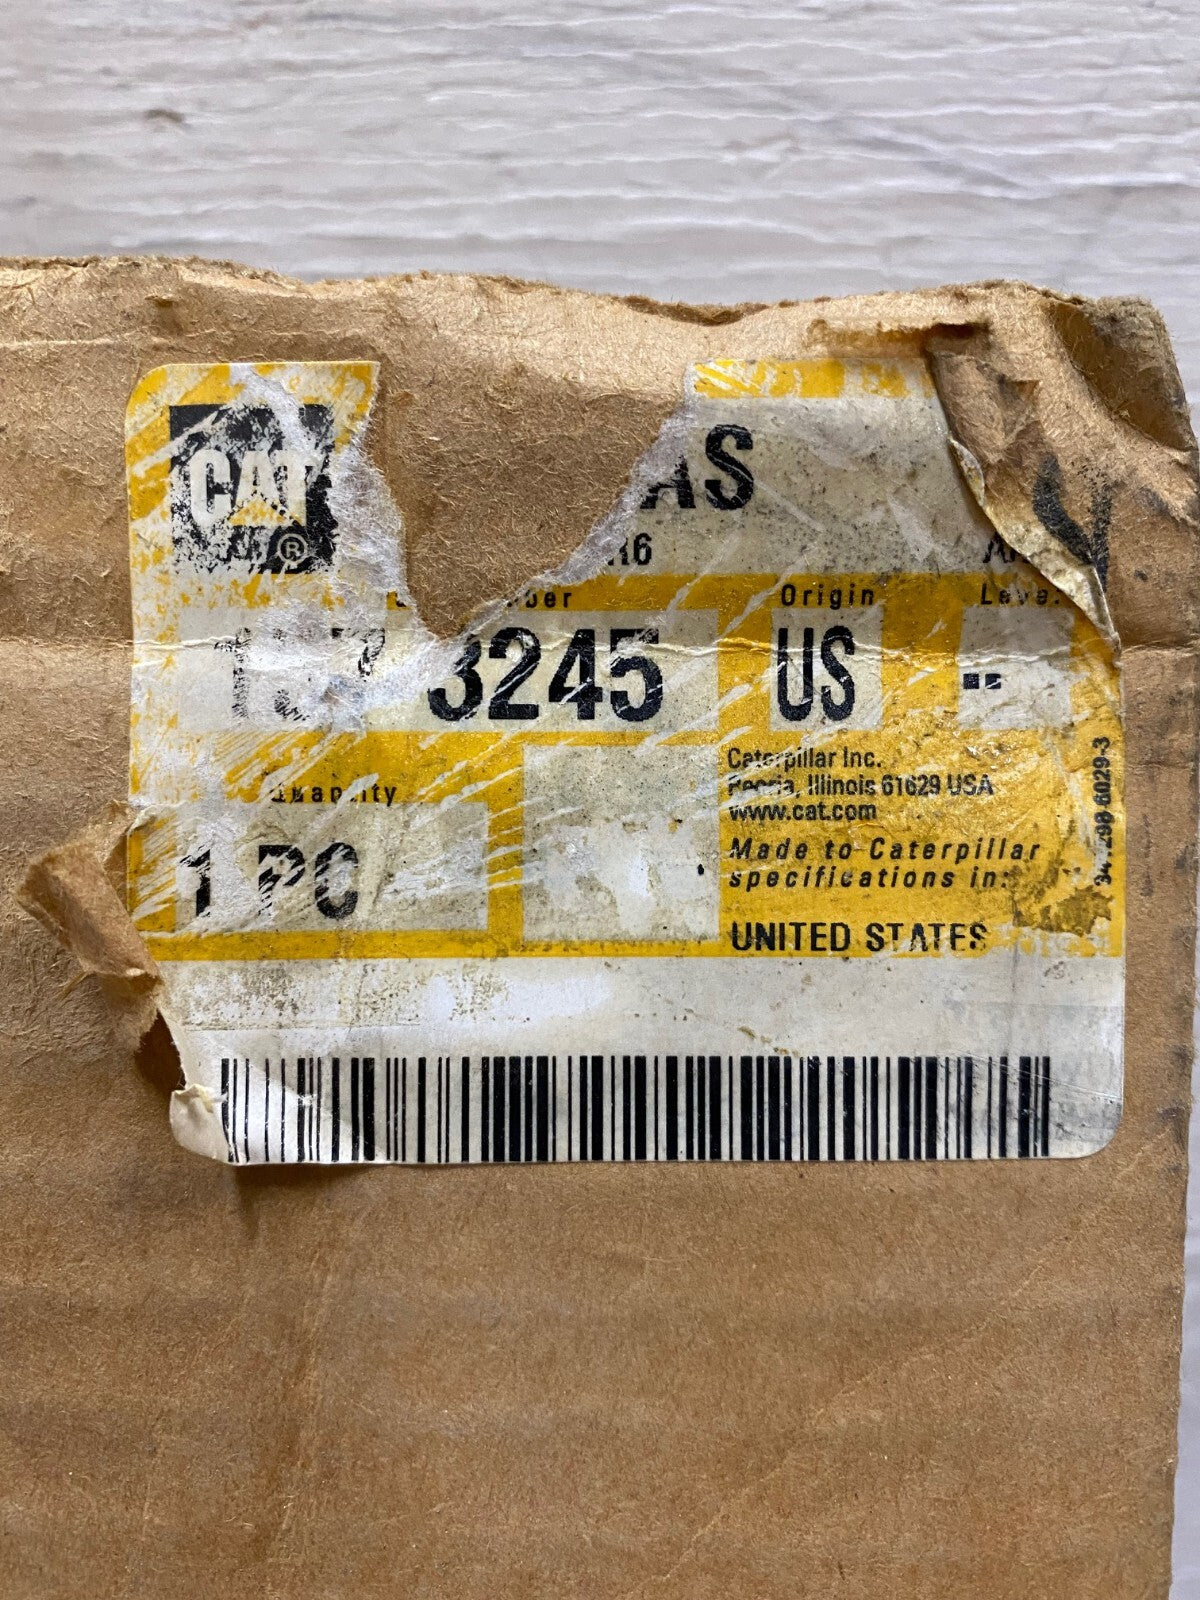 CAT
®
AS
R6
Origin
3245
US
--
Quantity
1 PC
Caterpillar Inc.
Peoria, Illinois 61629 USA
www.cat.com
Made to Caterpillar
specifications in:
UNITED STATES